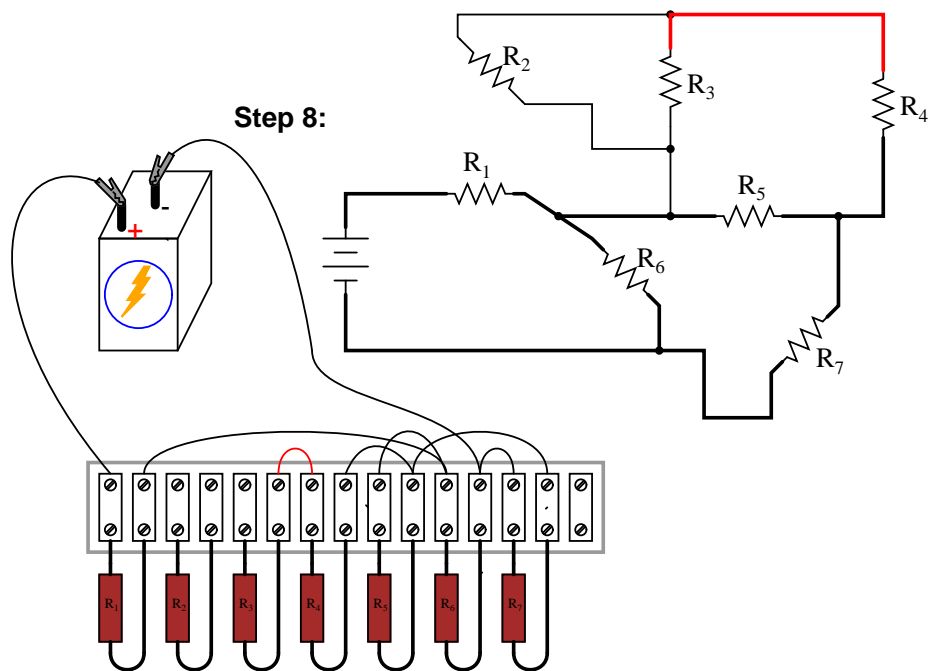 R2
R3
R4
Step 8:
R1
R5
-
+
R6
R7
R1 R2 R3 R4 R5 R6 R7